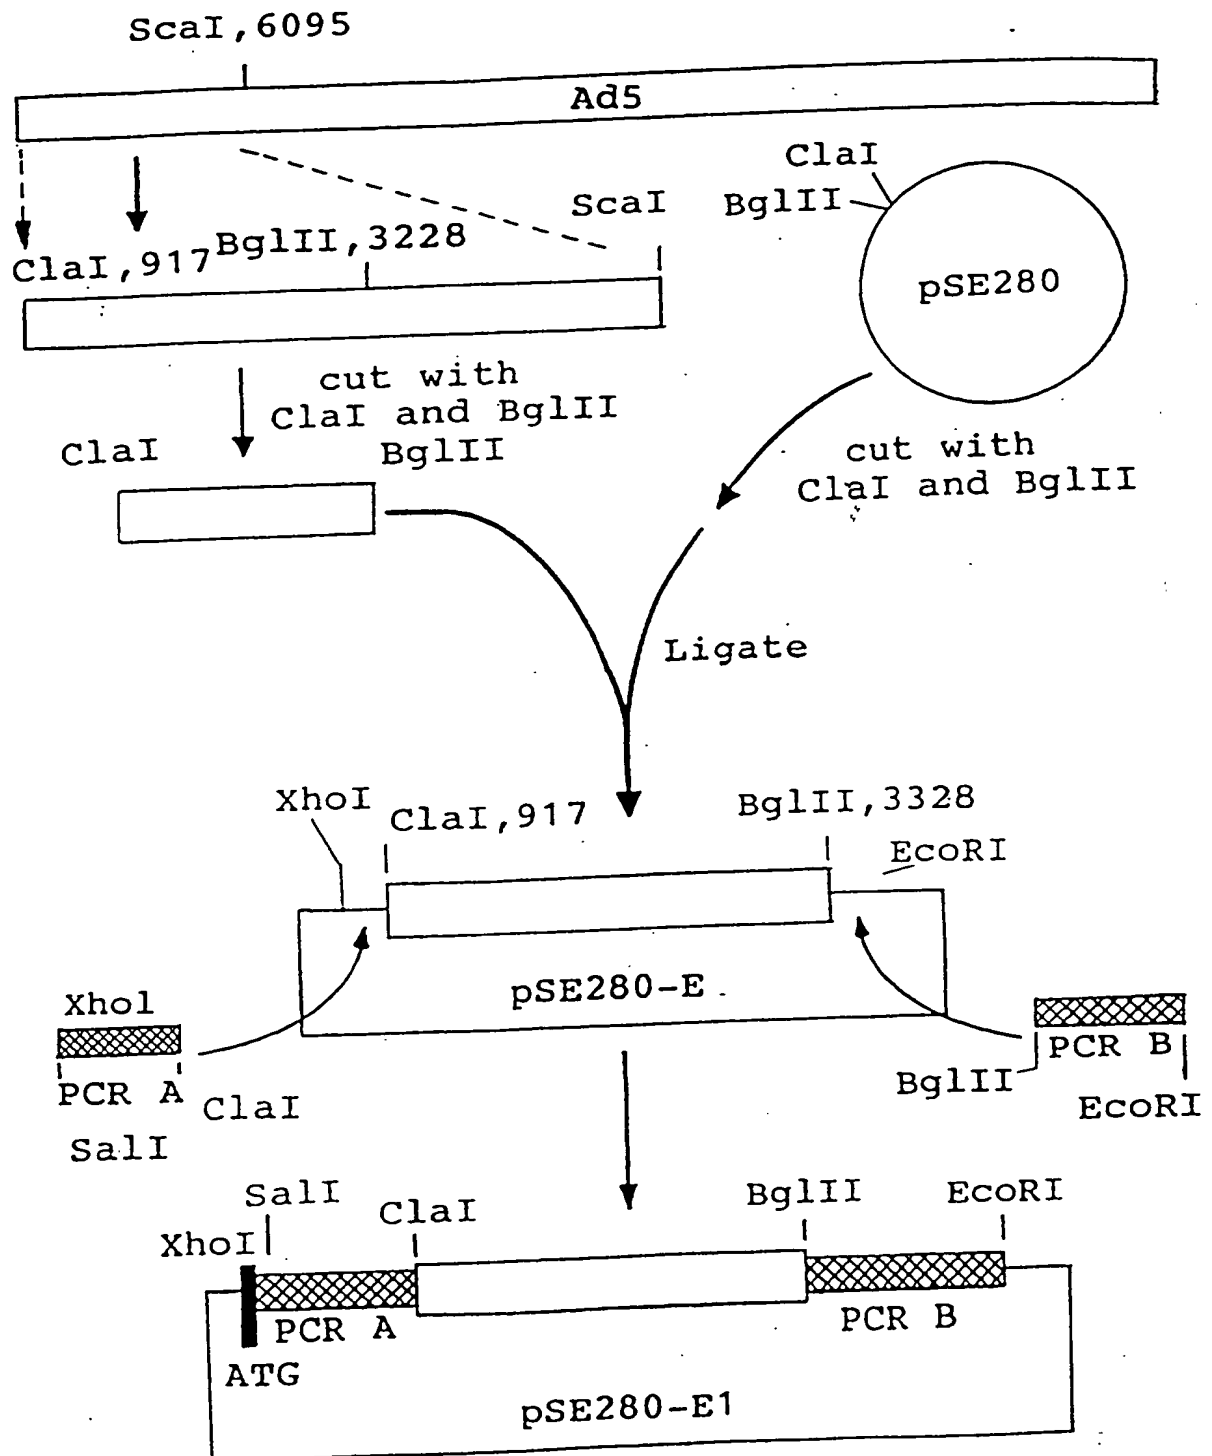 ScaI,6095
Ad5
ClaI
BglII
ScaI
ClaI,917
BglII,3228
pSE280
cut with
ClaI and BglII
ClaI
BglII
cut with
ClaI and BglII
Ligate
XhoI
ClaI,917
BglII,3328
EcoRI
pSE280-E
Xhol
PCR A
ClaI
SalI
PCR B
BglII
EcoRI
SalI
ClaI
BglII
EcoRI
XhoI
PCR A
PCR B
ATG
pSE280-E1